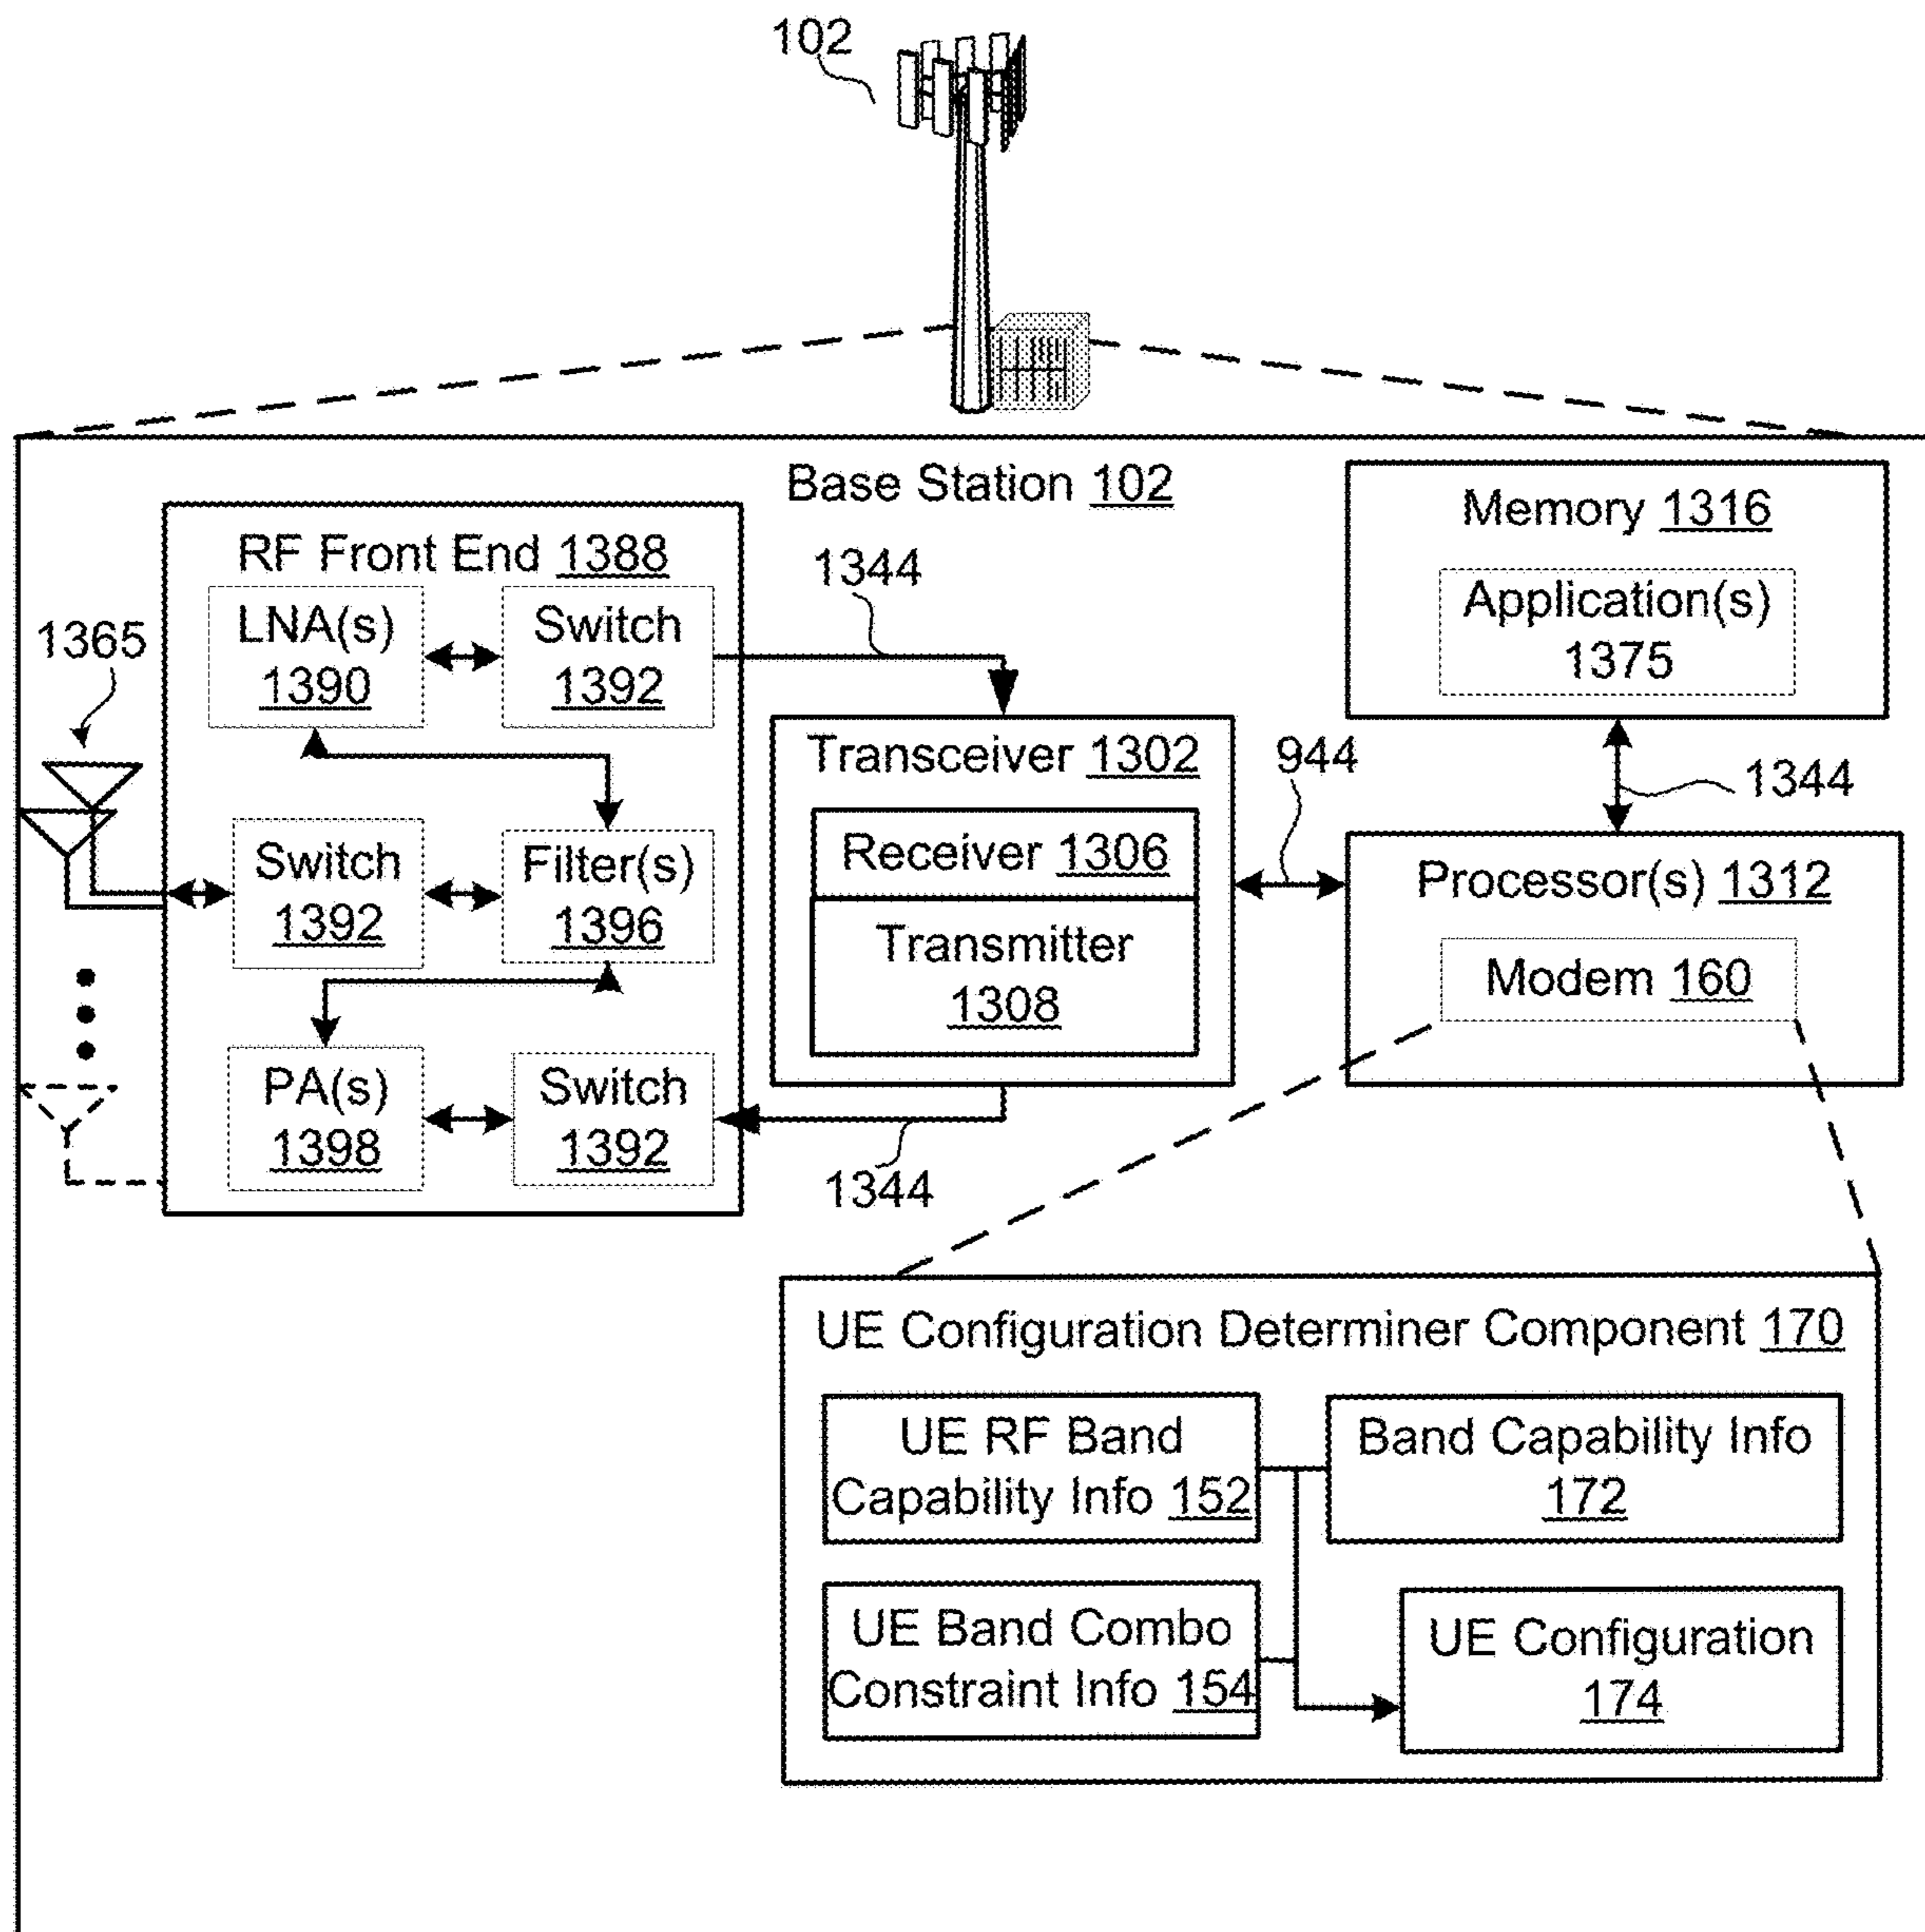 102
Base Station 102
RF Front End 1388
LNA(s)
1390
Switch
1392
1344
1365
Switch
1392
Filter(s)
1396
PA(s)
1398
Switch
1392
1344
Transceiver 1302
Receiver 1306
Transmitter
1308
944
Memory 1316
Application(s)
1375
1344
Processor(s) 1312
Modem 160
UE Configuration Determiner Component 170
UE RF Band
Capability Info 152
Band Capability Info
172
UE Band Combo
Constraint Info 154
UE Configuration
174